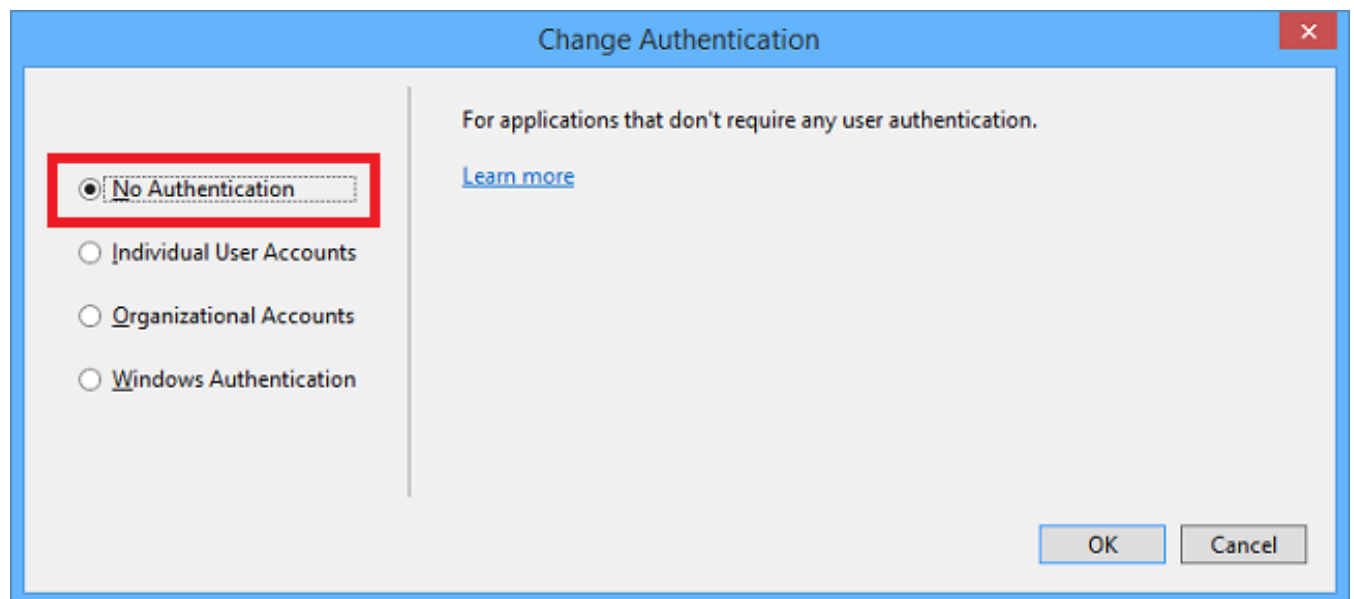 Change Authentication
No Authentication
Individual User Accounts
Organizational Accounts
Windows Authentication
For applications that don't require any user authentication.
Learn more
OK
Cancel